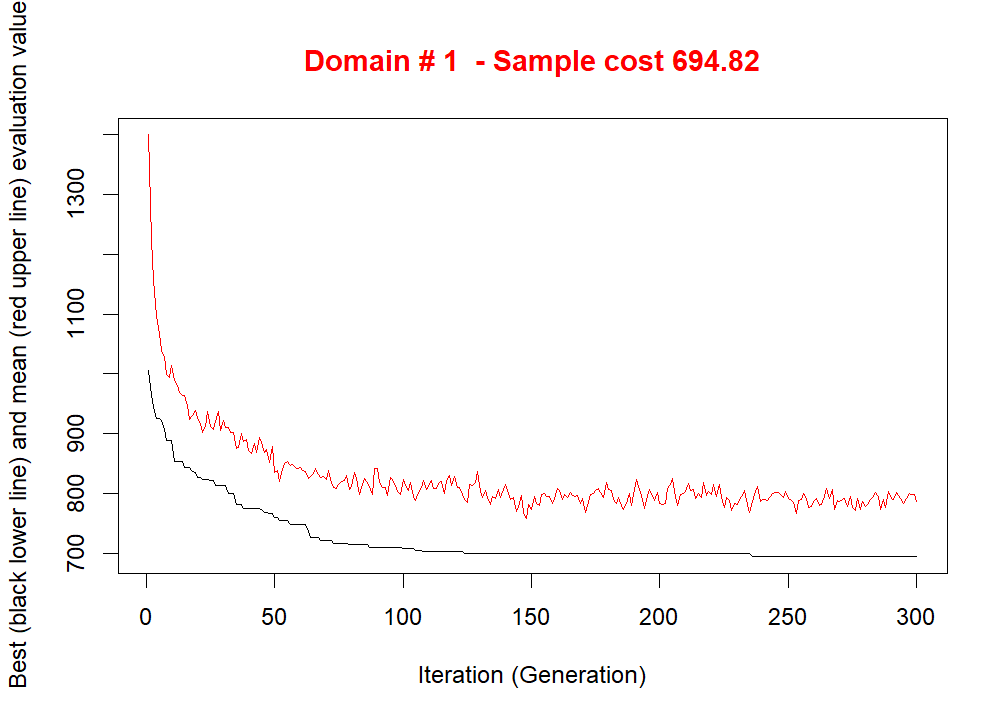 Domain # 1  - Sample cost 694.82
Best (black lower line) and mean (red upper line) evaluation value
1300
1100
900
800
700
0 50 100 150 200 250 300
Iteration (Generation)